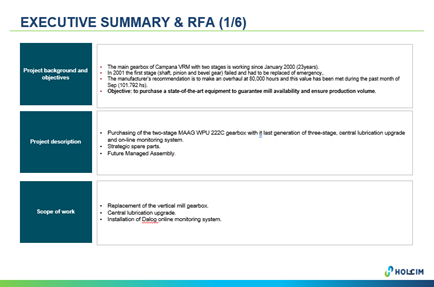 EXECUTIVE SUMMARY & RFA (1/6)
Project background and
objectives
• The main gearbox of Campana VRM with two stages is working since January 2000 (23years).
• In 2001 the first stage (shaft, pinion and bevel gear) failed and had to be replaced of emergency.
• The manufacturer's recommendation is to make an overhaul at 80,000 hours and this value has been met during the past month of
Sep (101.792 hs).
• Objective: to purchase a state-of-the-art equipment to guarantee mill availability and ensure production volume.
Project description
• Purchasing of the two-stage MAAG WPU 222C gearbox with it last generation of three-stage, central lubrication upgrade
and on-line monitoring system.
• Strategic spare parts.
• Future Managed Assembly.
Scope of work
• Replacement of the vertical mill gearbox.
• Central lubrication upgrade.
• Installation of Dalog online monitoring system.
HOLCIM